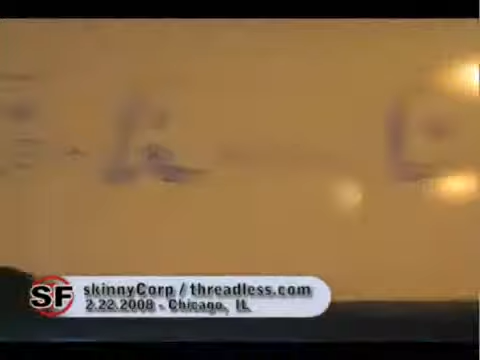 SF
skinnyCorp / threadless.com
2.22.2008 - Chicago, IL